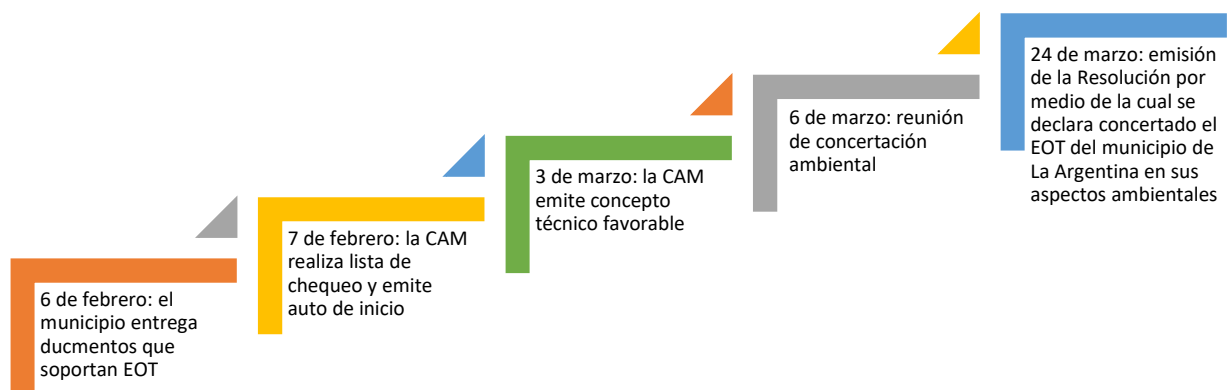 6 de febrero: el
municipio entrega
ducmentos que
soportan EOT
7 de febrero: la CAM
realiza lista de
chequeo y emite
auto de inicio
3 de marzo: la CAM
emite concepto
técnico favorable
6 de marzo: reunión
de concertación
ambiental
24 de marzo: emisión
de la Resolución por
medio de la cual se
declara concertado el
EOT del municipio de
La Argentina en sus
aspectos ambientales